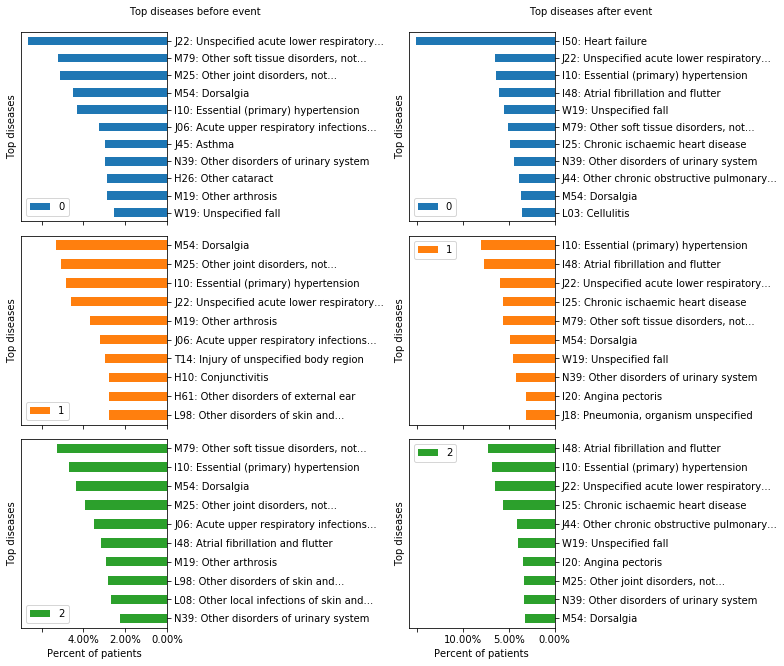 Top diseases before event
Top diseases
J22: Unspecified acute lower respiratory...
M79: Other soft tissue disorders, not...
M25: Other joint disorders, not...
M54: Dorsalgia
I10: Essential (primary) hypertension
J06: Acute upper respiratory infections...
J45: Asthma
N39: Other disorders of urinary system
H26: Other cataract
M19: Other arthrosis
W19: Unspecified fall
0
Top diseases
M54: Dorsalgia
M25: Other joint disorders, not...
I10: Essential (primary) hypertension
J22: Unspecified acute lower respiratory...
M19: Other arthrosis
J06: Acute upper respiratory infections...
T14: Injury of unspecified body region
H10: Conjunctivitis
H61: Other disorders of external ear
L98: Other disorders of skin and...
1
Top diseases
M79: Other soft tissue disorders, not...
I10: Essential (primary) hypertension
M54: Dorsalgia
M25: Other joint disorders, not...
J06: Acute upper respiratory infections...
I48: Atrial fibrillation and flutter
M19: Other arthrosis
L98: Other disorders of skin and...
L08: Other local infections of skin and...
N39: Other disorders of urinary system
2
4.00% 2.00% 0.00%
Percent of patients
Top diseases after event
Top diseases
I50: Heart failure
J22: Unspecified acute lower respiratory...
I10: Essential (primary) hypertension
I48: Atrial fibrillation and flutter
W19: Unspecified fall
M79: Other soft tissue disorders, not...
I25: Chronic ischaemic heart disease
N39: Other disorders of urinary system
J44: Other chronic obstructive pulmonary...
M54: Dorsalgia
L03: Cellulitis
0
Top diseases
1
I10: Essential (primary) hypertension
I48: Atrial fibrillation and flutter
J22: Unspecified acute lower respiratory...
I25: Chronic ischaemic heart disease
M79: Other soft tissue disorders, not...
M54: Dorsalgia
W19: Unspecified fall
N39: Other disorders of urinary system
I20: Angina pectoris
J18: Pneumonia, organism unspecified
Top diseases
2
I48: Atrial fibrillation and flutter
I10: Essential (primary) hypertension
J22: Unspecified acute lower respiratory...
I25: Chronic ischaemic heart disease
J44: Other chronic obstructive pulmonary...
W19: Unspecified fall
I20: Angina pectoris
M25: Other joint disorders, not...
N39: Other disorders of urinary system
M54: Dorsalgia
10.00% 5.00% 0.00%
Percent of patients